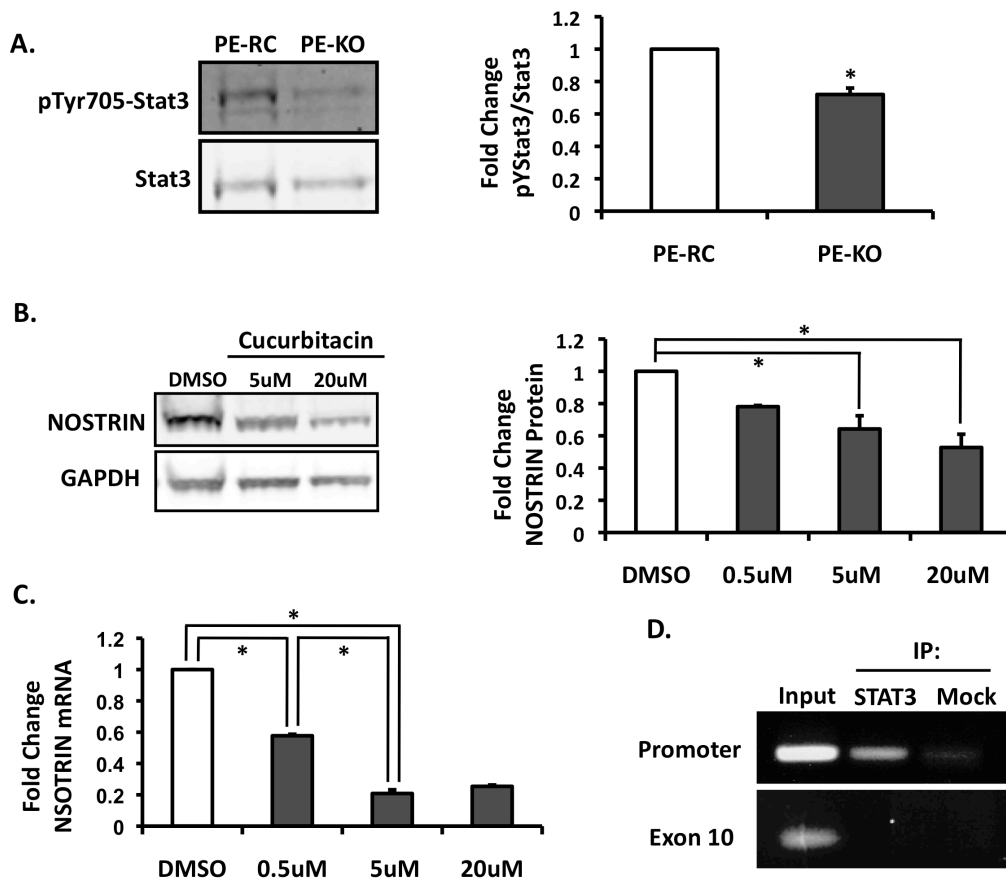 A.
PE-RC PE-KO
pTyr705-Stat3
Stat3
Fold Change
pYStat3/Stat3
1.2
1
0.8
0.6
0.4
0.2
0
*
PE-RC PE-KO
B.
Cucurbitacin
DMSO 5uM 20uM
NOSTRIN
GAPDH
Fold Change
NOSTRIN Protein
1.2
1
0.8
0.6
0.4
0.2
0
*
*
DMSO 0.5uM 5uM 20uM
C.
Fold Change
NSOTRIN mRNA
1.2
1
0.8
0.6
0.4
0.2
0
*
* *
DMSO 0.5uM 5uM 20uM
D.
IP:
Input STAT3 Mock
Promoter
Exon 10